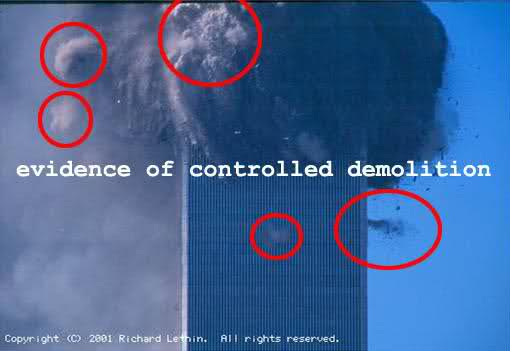 evidence of controlled demolition
Copyright (C) 2001 Richard Lethin.  All rights reserved.